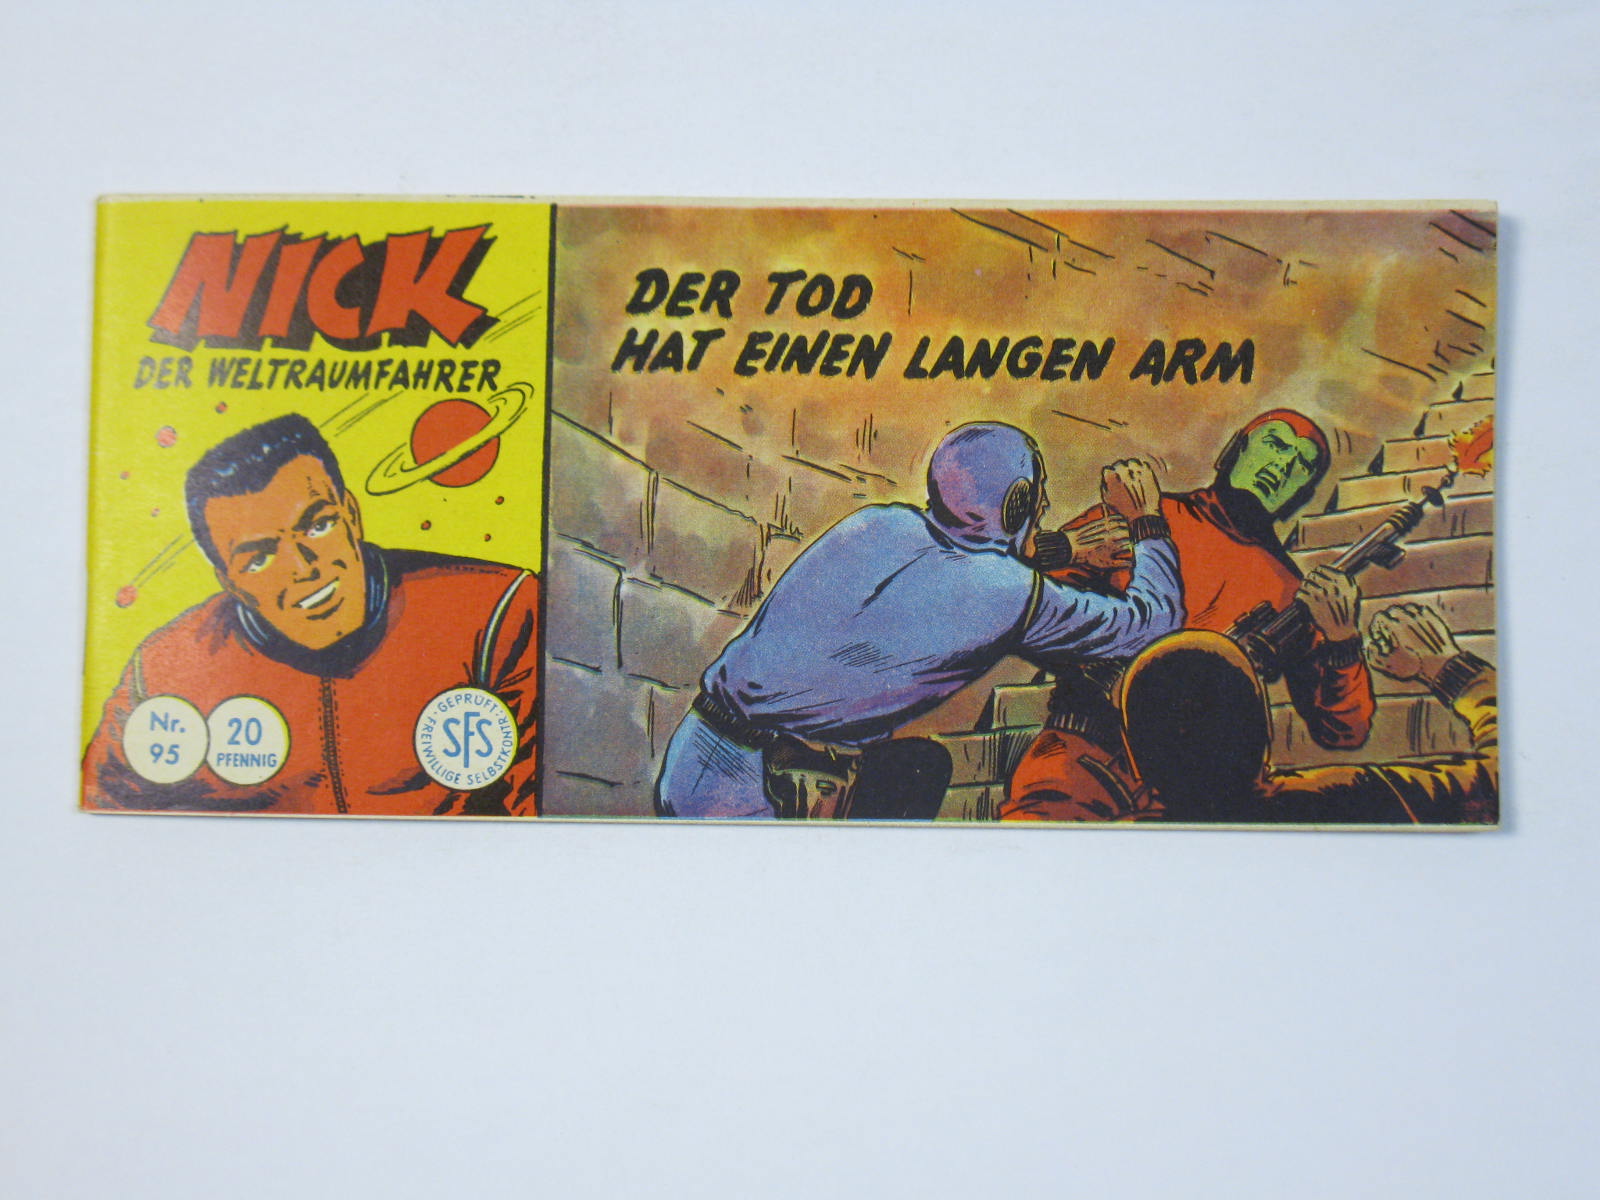 NICK
DER WELTRAUMFAHRER
DER TOD
HAT EINEN LANGEN ARM
Nr.
95
20
PFENNIG
GEPRÜFT:
SFS
FREIWILLIGE SELBSTKONTR.